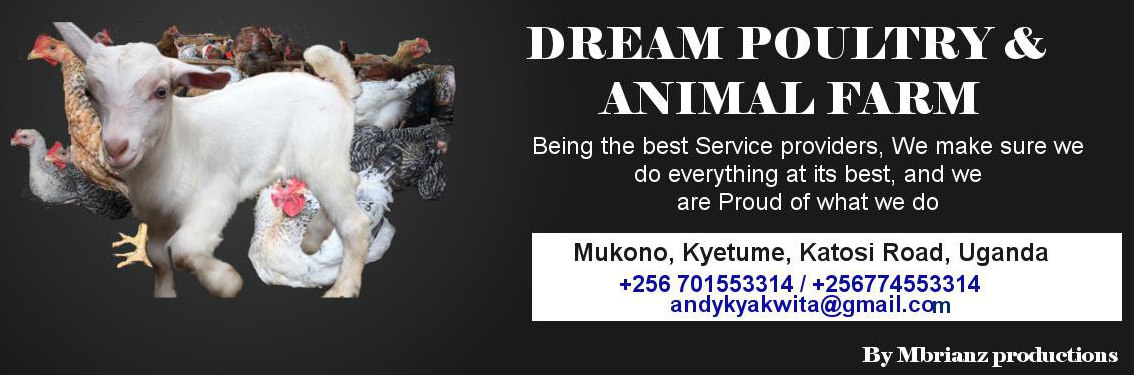 DREAM POULTRY &
ANIMAL FARM
Being the best Service providers, We make sure we
do everything at its best, and we
are Proud of what we do
Mukono, Kyetume, Katosi Road, Uganda
+256 701553314 / +256774553314
andykyakwita@gmail.com
By Mbrianz productions